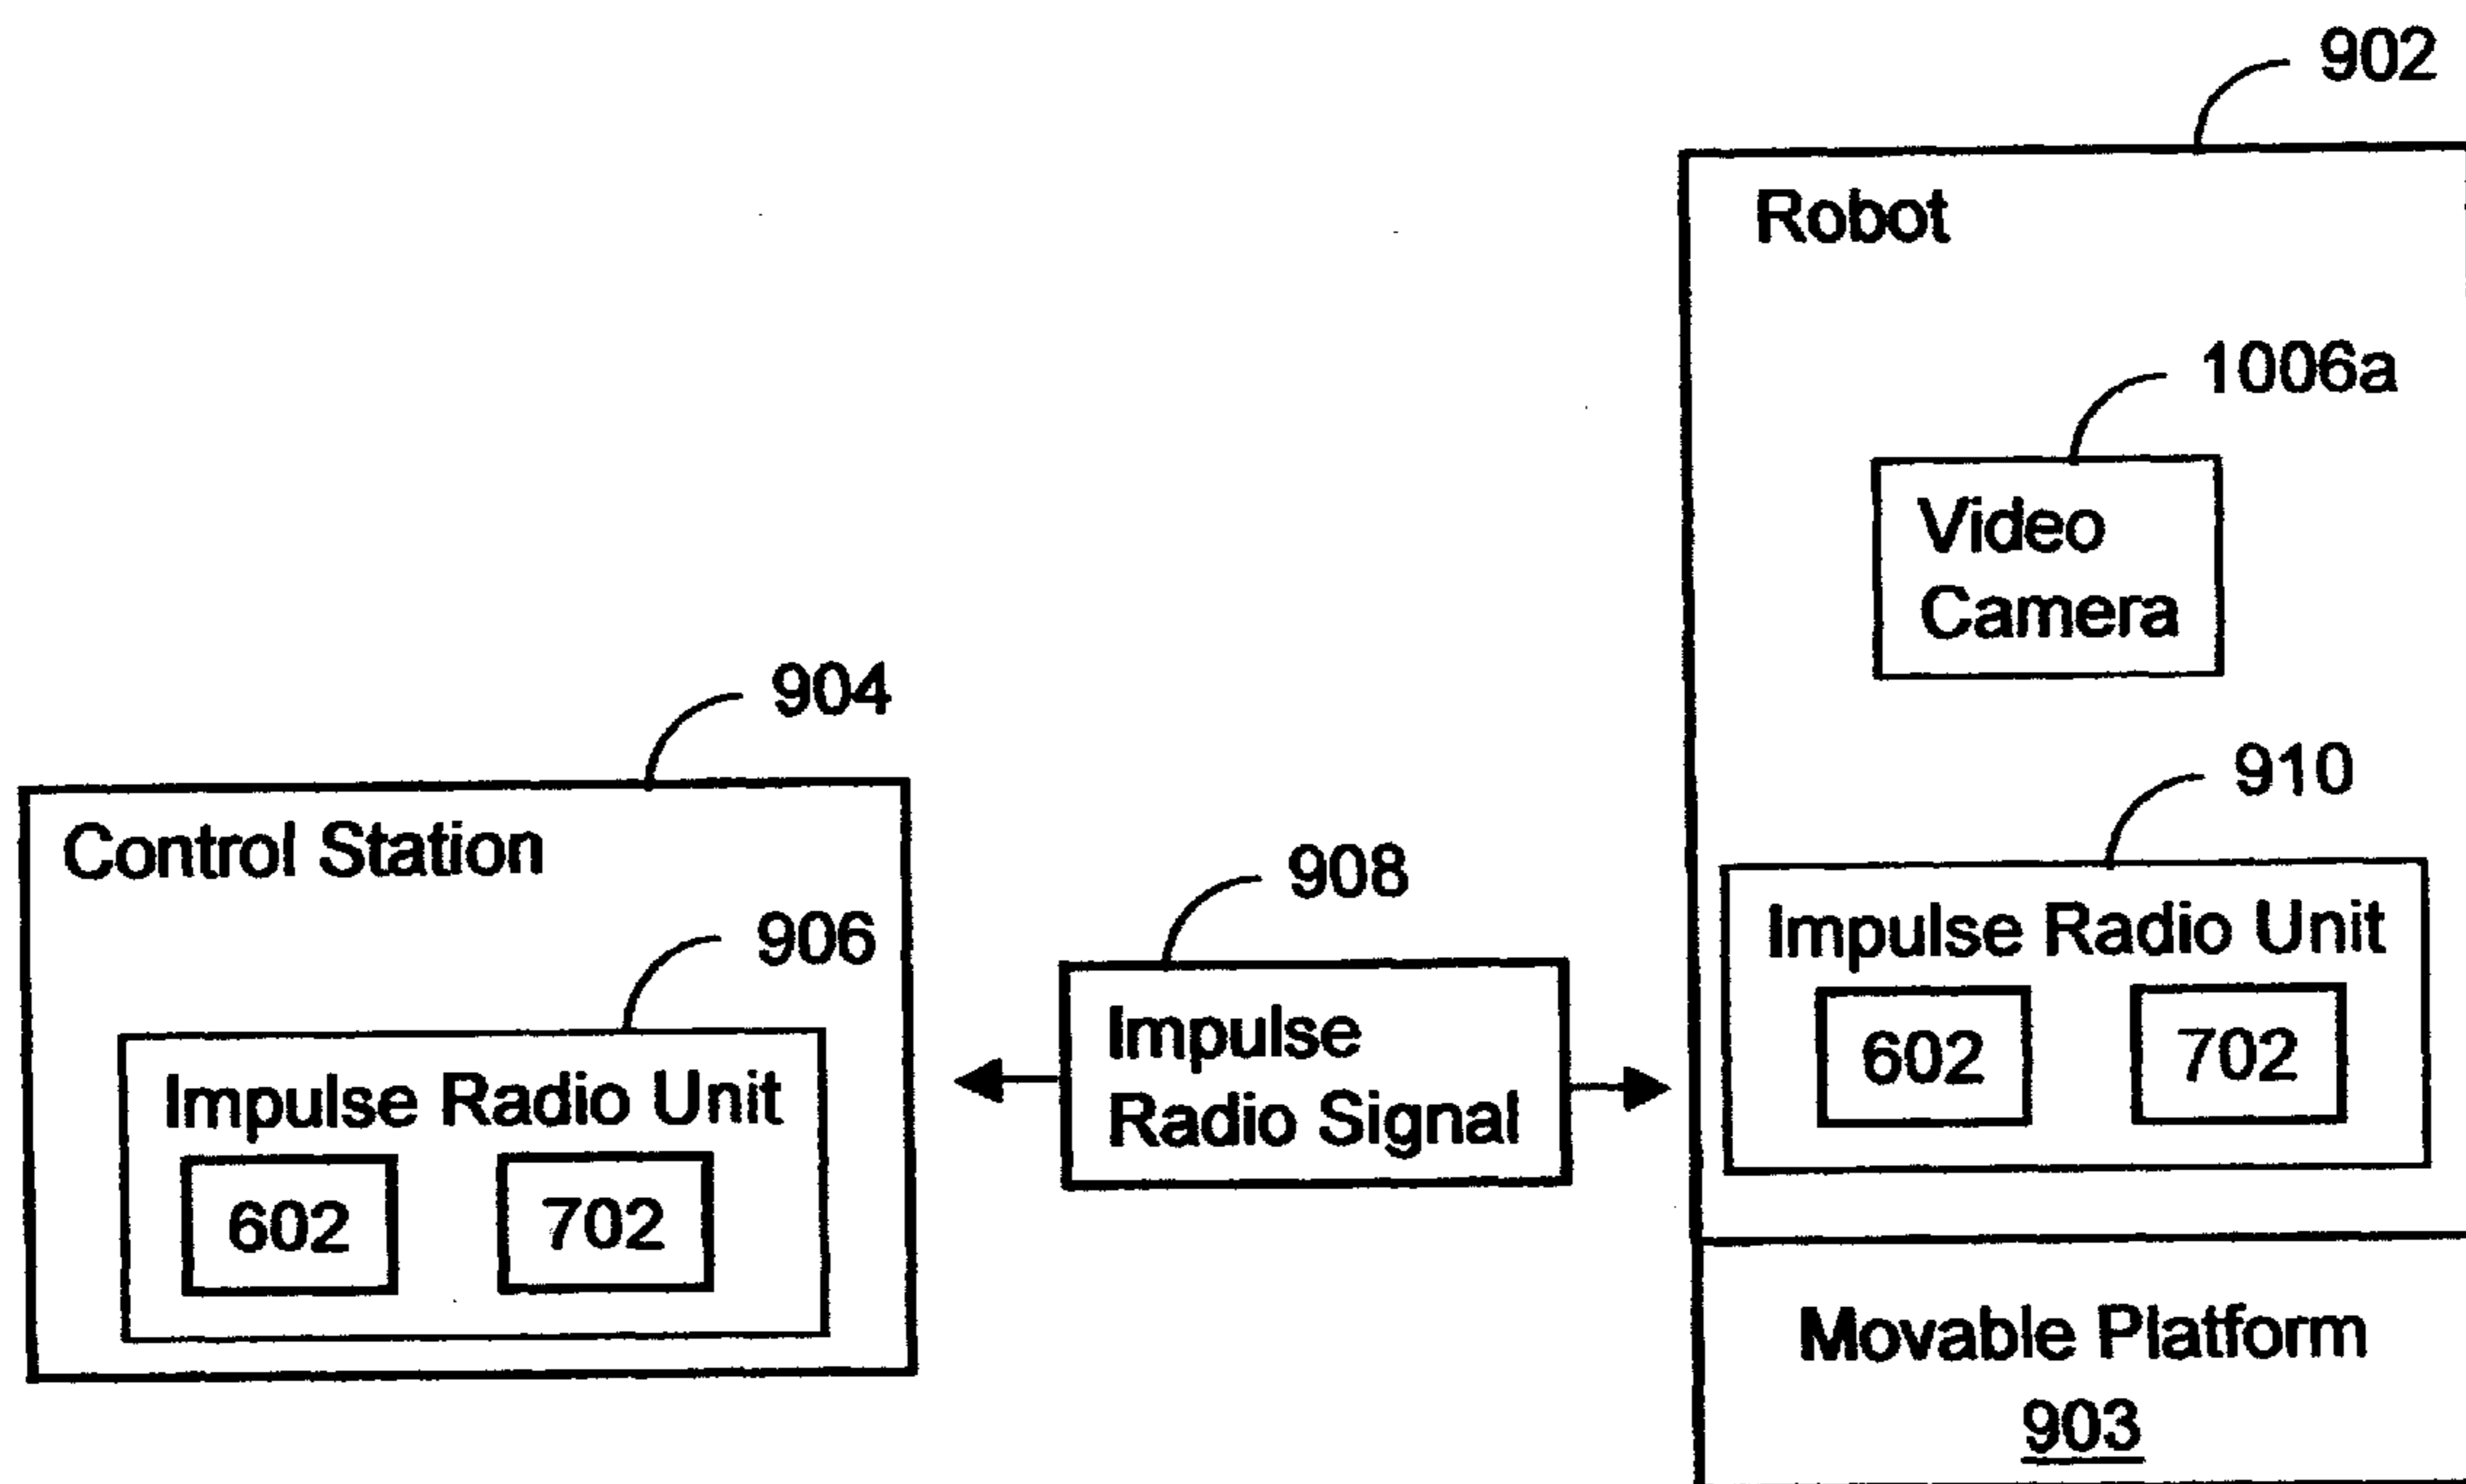 902
Robot
1006a
Video
Camera
904
Control Station
906
Impulse Radio Unit
602 702
908
Impulse
Radio Signal
910
Impulse Radio Unit
602 702
Movable Platform
903